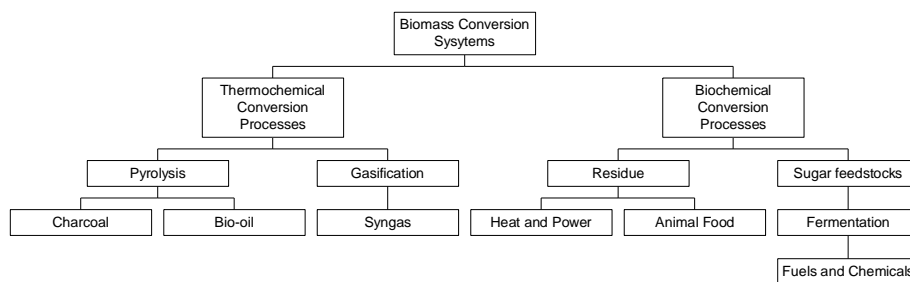 Biomass Conversion
Sysytems
Thermochemical
Conversion
Processes
Biochemical
Conversion
Processes
Pyrolysis
Gasification
Residue
Sugar feedstocks
Charcoal
Bio-oil
Syngas
Heat and Power
Animal Food
Fermentation
Fuels and Chemicals